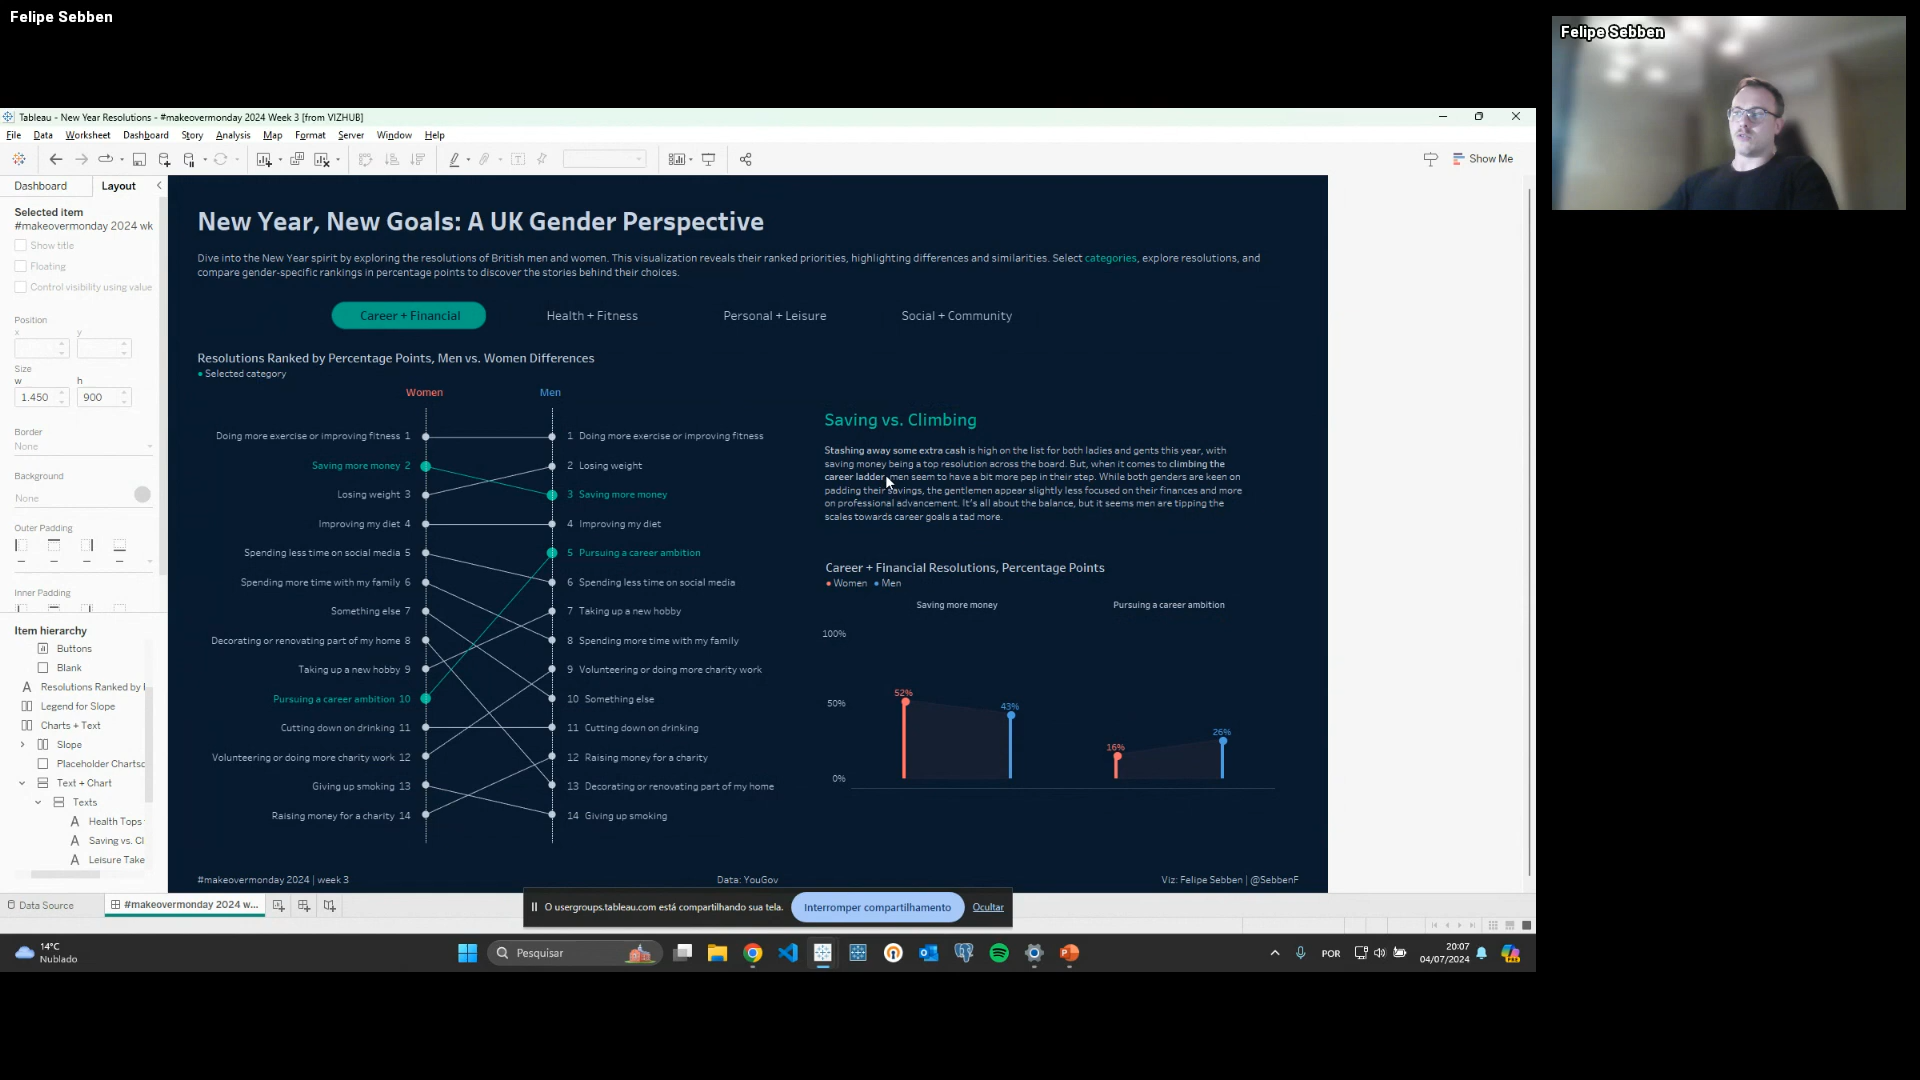 Felipe Sebben
Felipe Sebben
Tableau - New Year Resolutions - #makeovermonday 2024 Week 3 [from VIZHUB]
File Data Worksheet Dashboard Story Analysis Map Format Server Window Help
Show Me
Dashboard Layout
Selected item
#makeovermonday 2024 wk
Show title
Floating
Control visibility using value
Position
x y
Size
w h
1.450 900
Border
None
Background
None
Outer Padding
Inner Padding
Item hierarchy
Buttons
Blank
Resolutions Ranked by
Legend for Slope
Charts + Text
Slope
Placeholder Chartsc
Text + Chart
Texts
Health Tops
Saving vs. Cl
Leisure Take
New Year, New Goals: A UK Gender Perspective
Dive into the New Year spirit by exploring the resolutions of British men and women. This visualization reveals their ranked priorities, highlighting differences and similarities. Select categories, explore resolutions, and
compare gender-specific rankings in percentage points to discover the stories behind their choices.
Career + Financial Health + Fitness Personal + Leisure Social + Community
Resolutions Ranked by Percentage Points, Men vs. Women Differences
Selected category
Women Men
Doing more exercise or improving fitness 1 1 Doing more exercise or improving fitness
Saving more money 2 2 Losing weight
Losing weight 3 3 Saving more money
Improving my diet 4 4 Improving my diet
Spending less time on social media 5 5 Pursuing a career ambition
Spending more time with my family 6 6 Spending less time on social media
Something else 7 7 Taking up a new hobby
Decorating or renovating part of my home 8 8 Spending more time with my family
Taking up a new hobby 9 9 Volunteering or doing more charity work
Pursuing a career ambition 10 10 Something else
Cutting down on drinking 11 11 Cutting down on drinking
Volunteering or doing more charity work 12 12 Raising money for a charity
Giving up smoking 13 13 Decorating or renovating part of my home
Raising money for a charity 14 14 Giving up smoking
Saving vs. Climbing
Stashing away some extra cash is high on the list for both ladies and gents this year, with
saving money being a top resolution across the board. But, when it comes to climbing the
career ladder, men seem to have a bit more pep in their step. While both genders are keen on
padding their savings, the gentlemen appear slightly less focused on their finances and more
on professional advancement. It's all about the balance, but it seems men are tipping the
scales towards career goals a tad more.
Career + Financial Resolutions, Percentage Points
Women Men
Saving more money Pursuing a career ambition
100%
50%
0%
52%
43%
16%
26%
#makeovermonday 2024 | week 3 Data: YouGov Viz: Felipe Sebben | @SebbenF
Data Source #makeovermonday 2024 w...
O usergroups.tableau.com está compartilhando sua tela. Interromper compartilhamento Ocultar
14°C
Nublado
Pesquisar
POR
20:07
04/07/2024